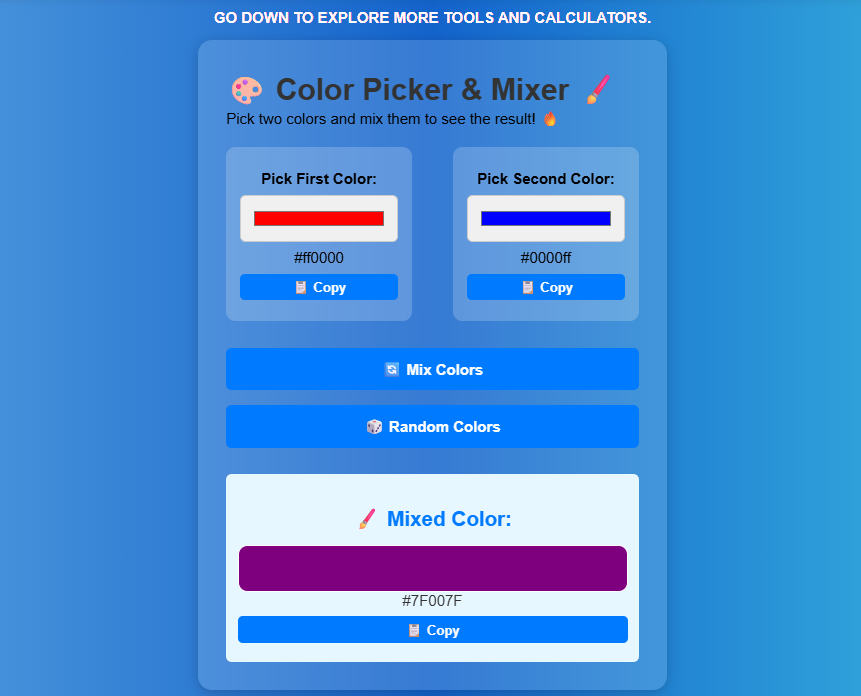 GO DOWN TO EXPLORE MORE TOOLS AND CALCULATORS.
🎨 Color Picker & Mixer 🖌️
Pick two colors and mix them to see the result! 🔥
Pick First Color:
Pick Second Color:
#ff0000
#0000ff
📋 Copy
📋 Copy
🔄 Mix Colors
🎲 Random Colors
🖌️ Mixed Color:
#7F007F
📋 Copy